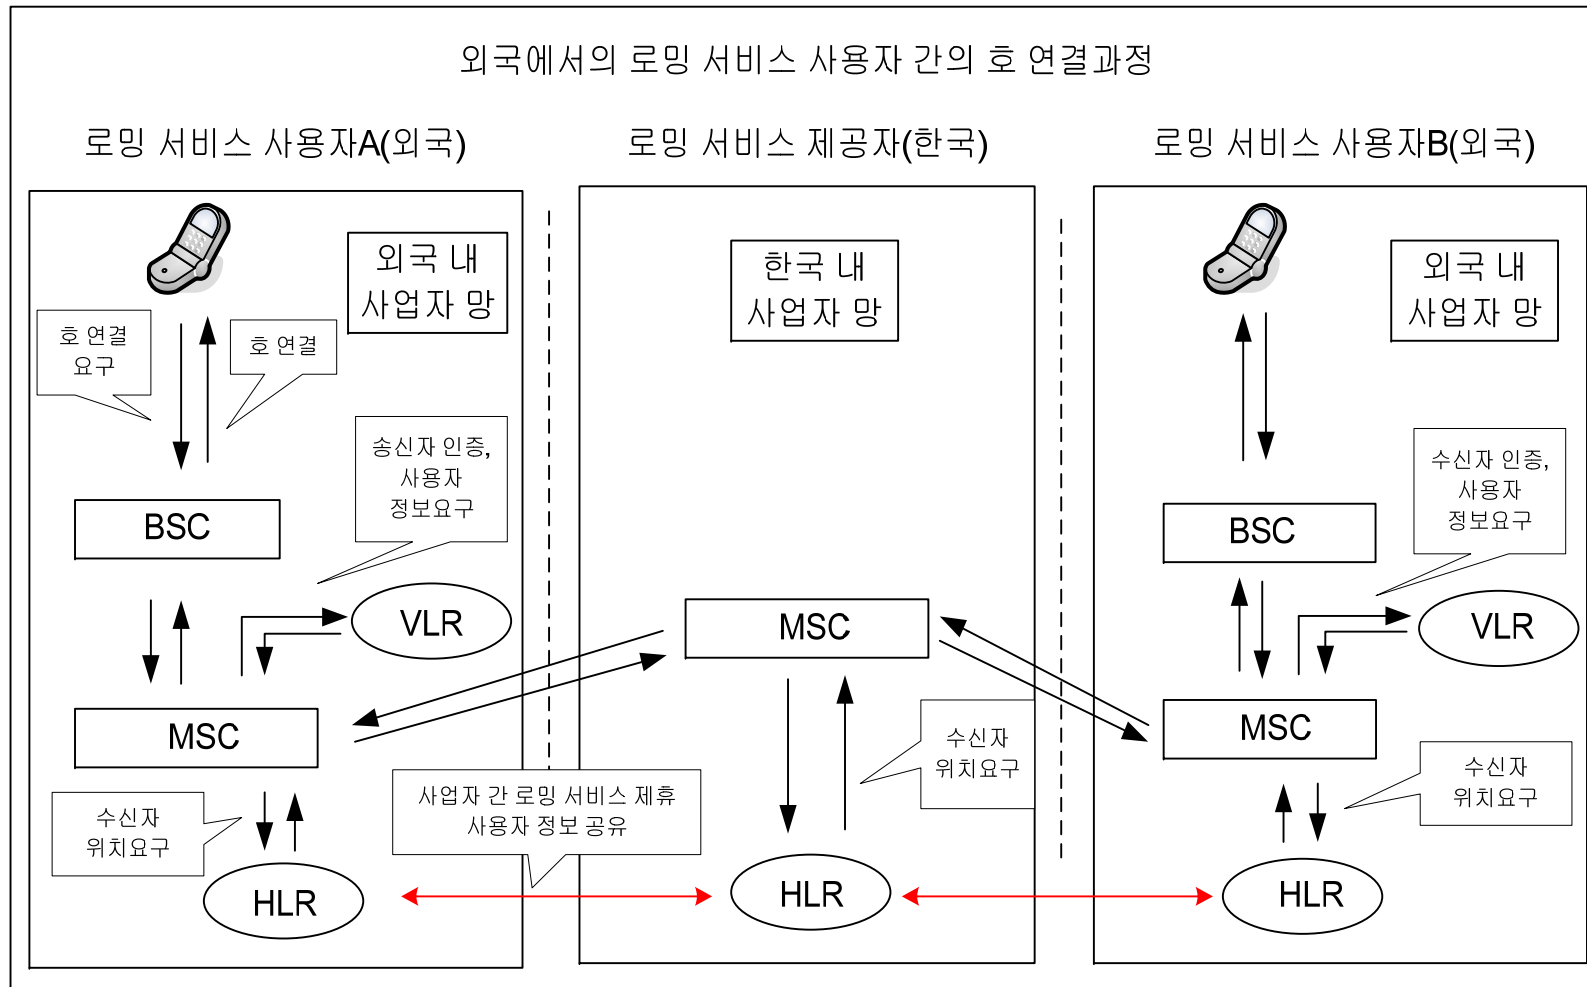 외국에서의 로밍 서비스 사용자 간의 호 연결과정
로밍 서비스 사용자A(외국)
로밍 서비스 제공자(한국)
로밍 서비스 사용자B(외국)
외국 내
사업자 망
한국 내
사업자 망
외국 내
사업자 망
호 연결
요구
호 연결
송신자 인증,
사용자
정보요구
수신자 인증,
사용자
정보요구
BSC
BSC
VLR
MSC
VLR
MSC
MSC
수신자
위치요구
수신자
위치요구
사업자 간 로밍 서비스 제휴
사용자 정보 공유
수신자
위치요구
HLR
HLR
HLR